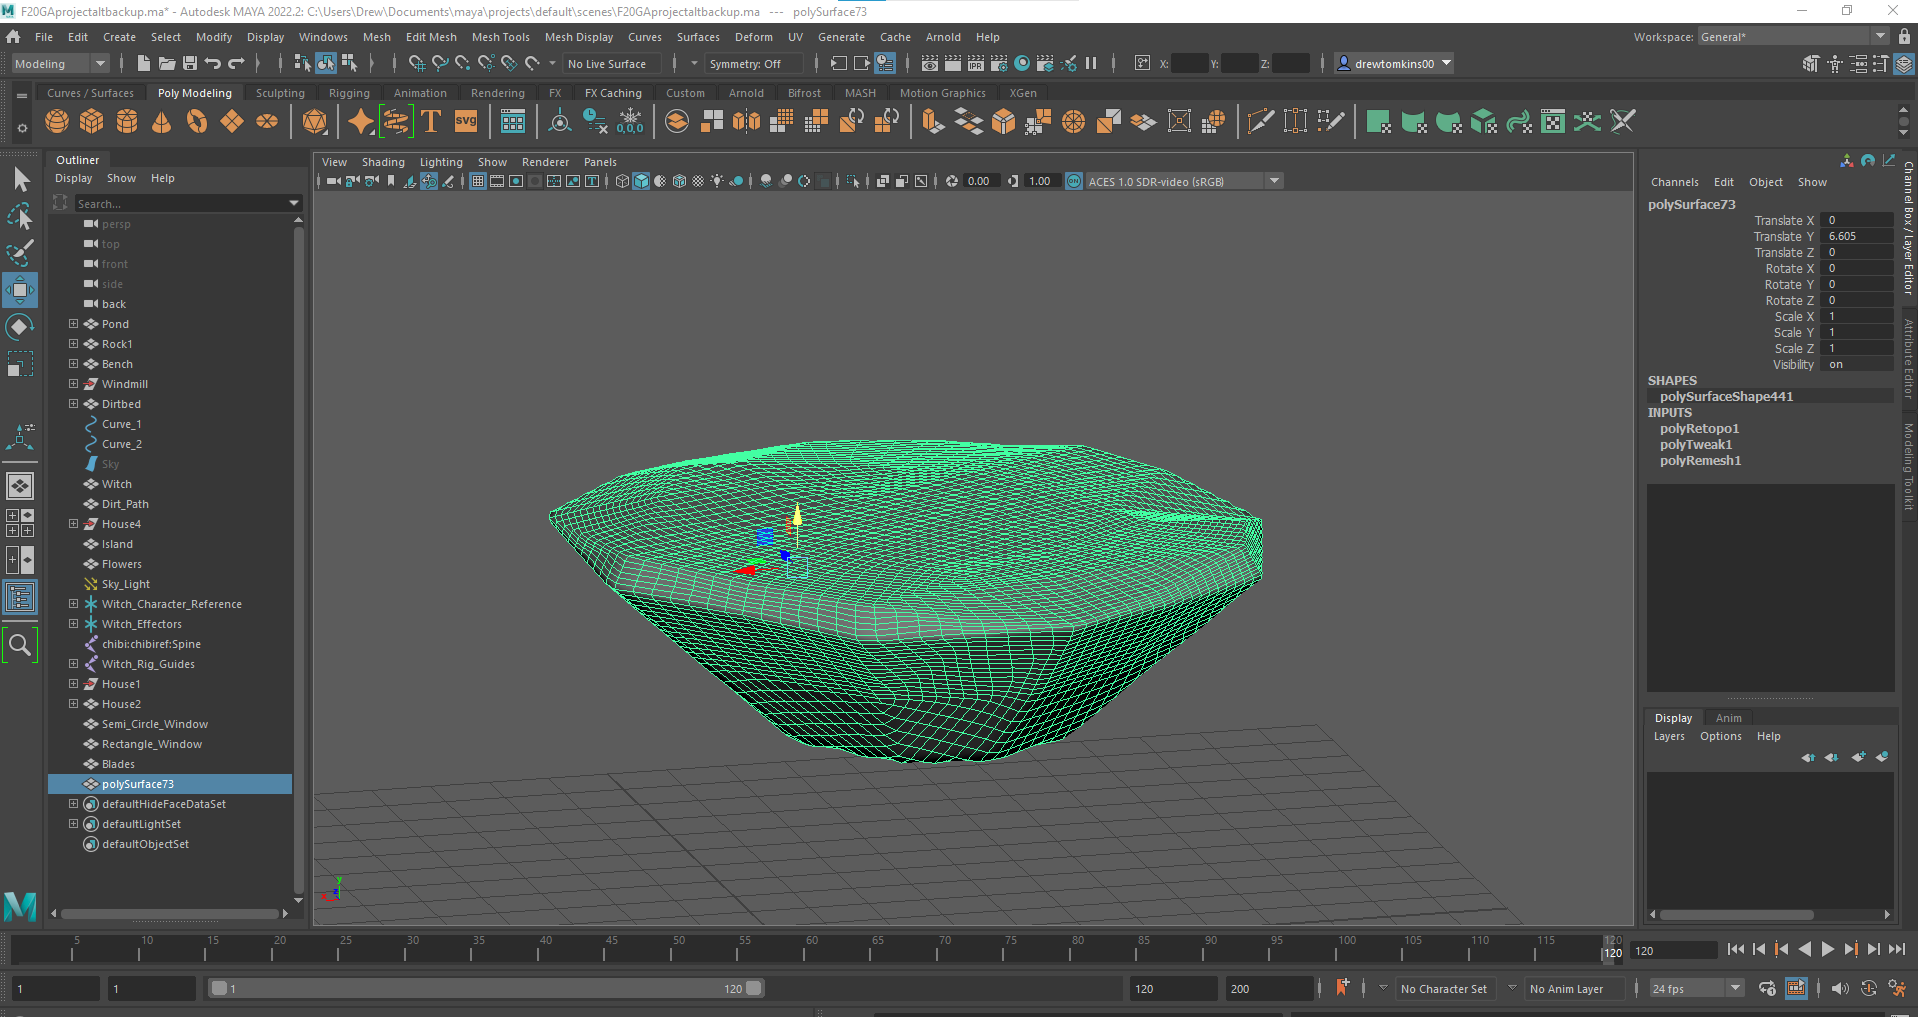 F20GAprojectaltbackup.ma* - Autodesk MAYA 2022.2: C:\Users\Drew\Documents\maya\projects\default\scenes\F20GAprojectaltbackup.ma --- polySurface73
File Edit Create Select Modify Display Windows Mesh Edit Mesh Mesh Tools Mesh Display Curves Surfaces Deform UV Generate Cache Arnold Help Workspace: General*
Modeling No Live Surface Symmetry: Off X: Y: Z: drewtomkins00
Curves / Surfaces Poly Modeling Sculpting Rigging Animation Rendering FX FX Caching Custom Arnold Bifrost MASH Motion Graphics XGen
T svg 0,0,0
Outliner
Display Show Help
Search...
persp
top
front
side
back
Pond
Rock1
Bench
Windmill
Dirtbed
Curve_1
Curve_2
Sky
Witch
Dirt_Path
House4
Island
Flowers
Sky_Light
Witch_Character_Reference
Witch_Effectors
chibi:chibiref:Spine
Witch_Rig_Guides
House1
House2
Semi_Circle_Window
Rectangle_Window
Blades
polySurface73
defaultHideFaceDataSet
defaultLightSet
defaultObjectSet
View Shading Lighting Show Renderer Panels
0.00 1.00 ACES 1.0 SDR-video (sRGB)
y
z
x
Channels Edit Object Show
polySurface73
Translate X 0
Translate Y 6.605
Translate Z 0
Rotate X 0
Rotate Y 0
Rotate Z 0
Scale X 1
Scale Y 1
Scale Z 1
Visibility on
SHAPES
polySurfaceShape441
INPUTS
polyRetopo1
polyTweak1
polyRemesh1
Display Anim
Layers Options Help
Channel Box / Layer Editor
Attribute Editor
Modeling Toolkit
5 10 15 20 25 30 35 40 45 50 55 60 65 70 75 80 85 90 95 100 105 110 115 120
120 120
1 1 1 120 120 200 No Character Set No Anim Layer 24 fps